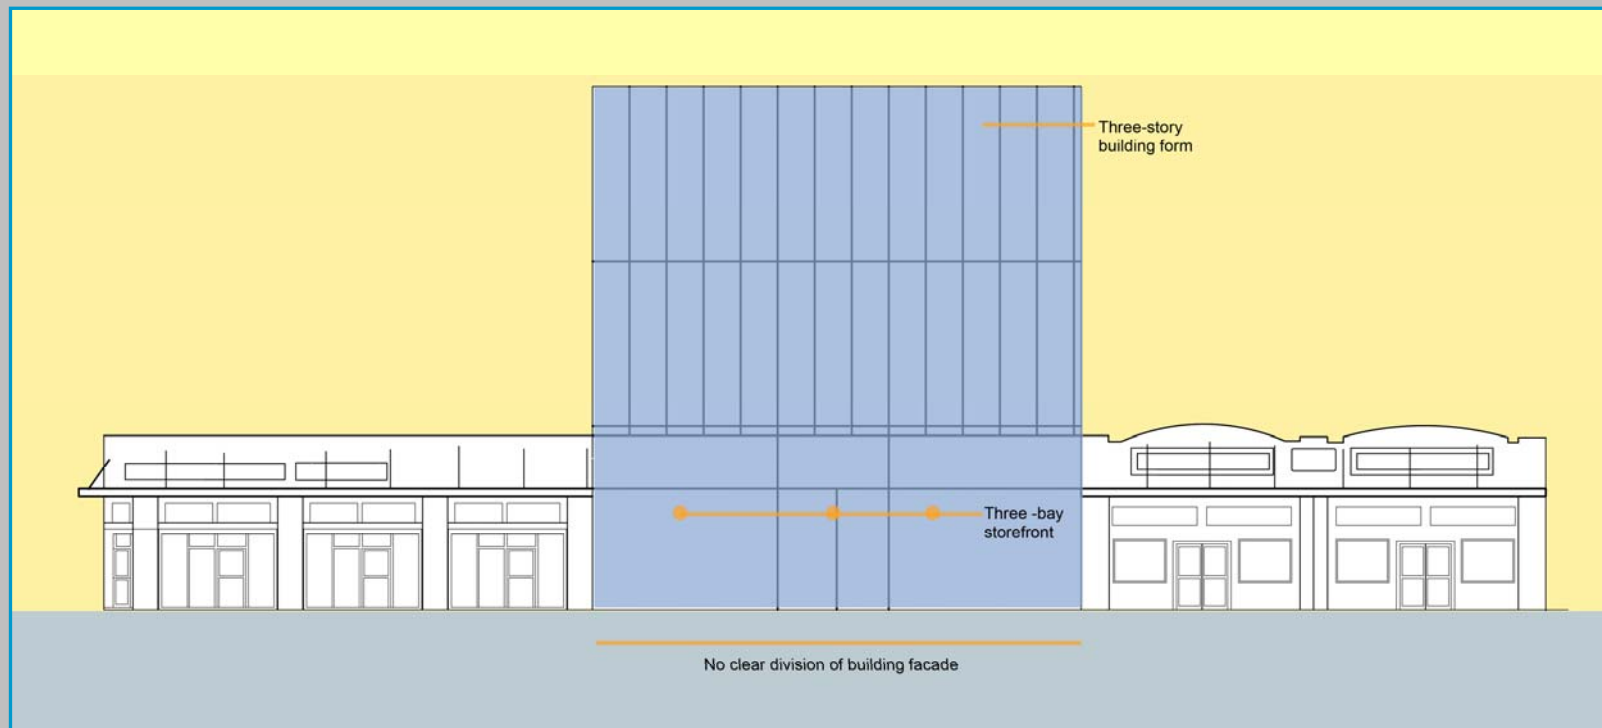 Three-story
building form
Three -bay
storefront
No clear division of building facade